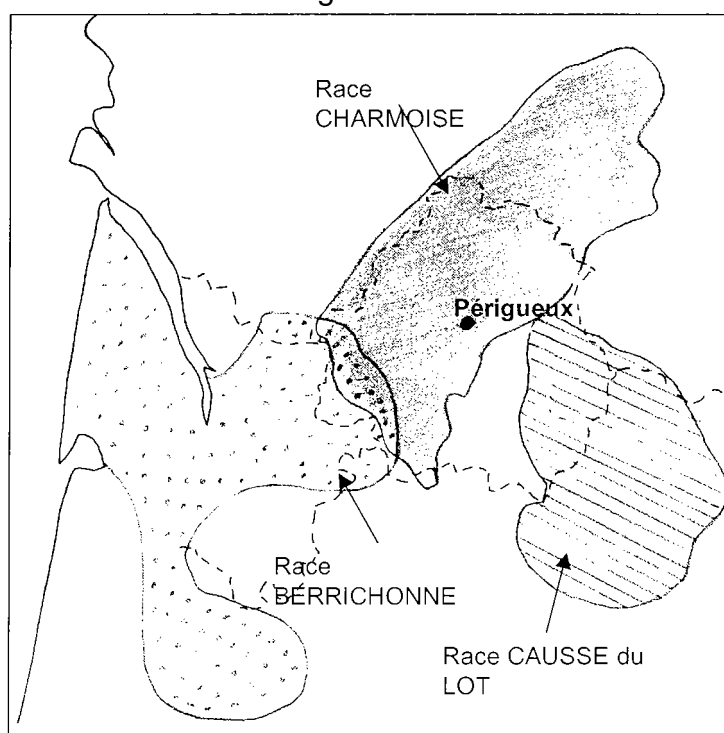 Race
CHARMOISE
Périgueux
Race
BERRICHONNE
Race CAUSSE du
LOT